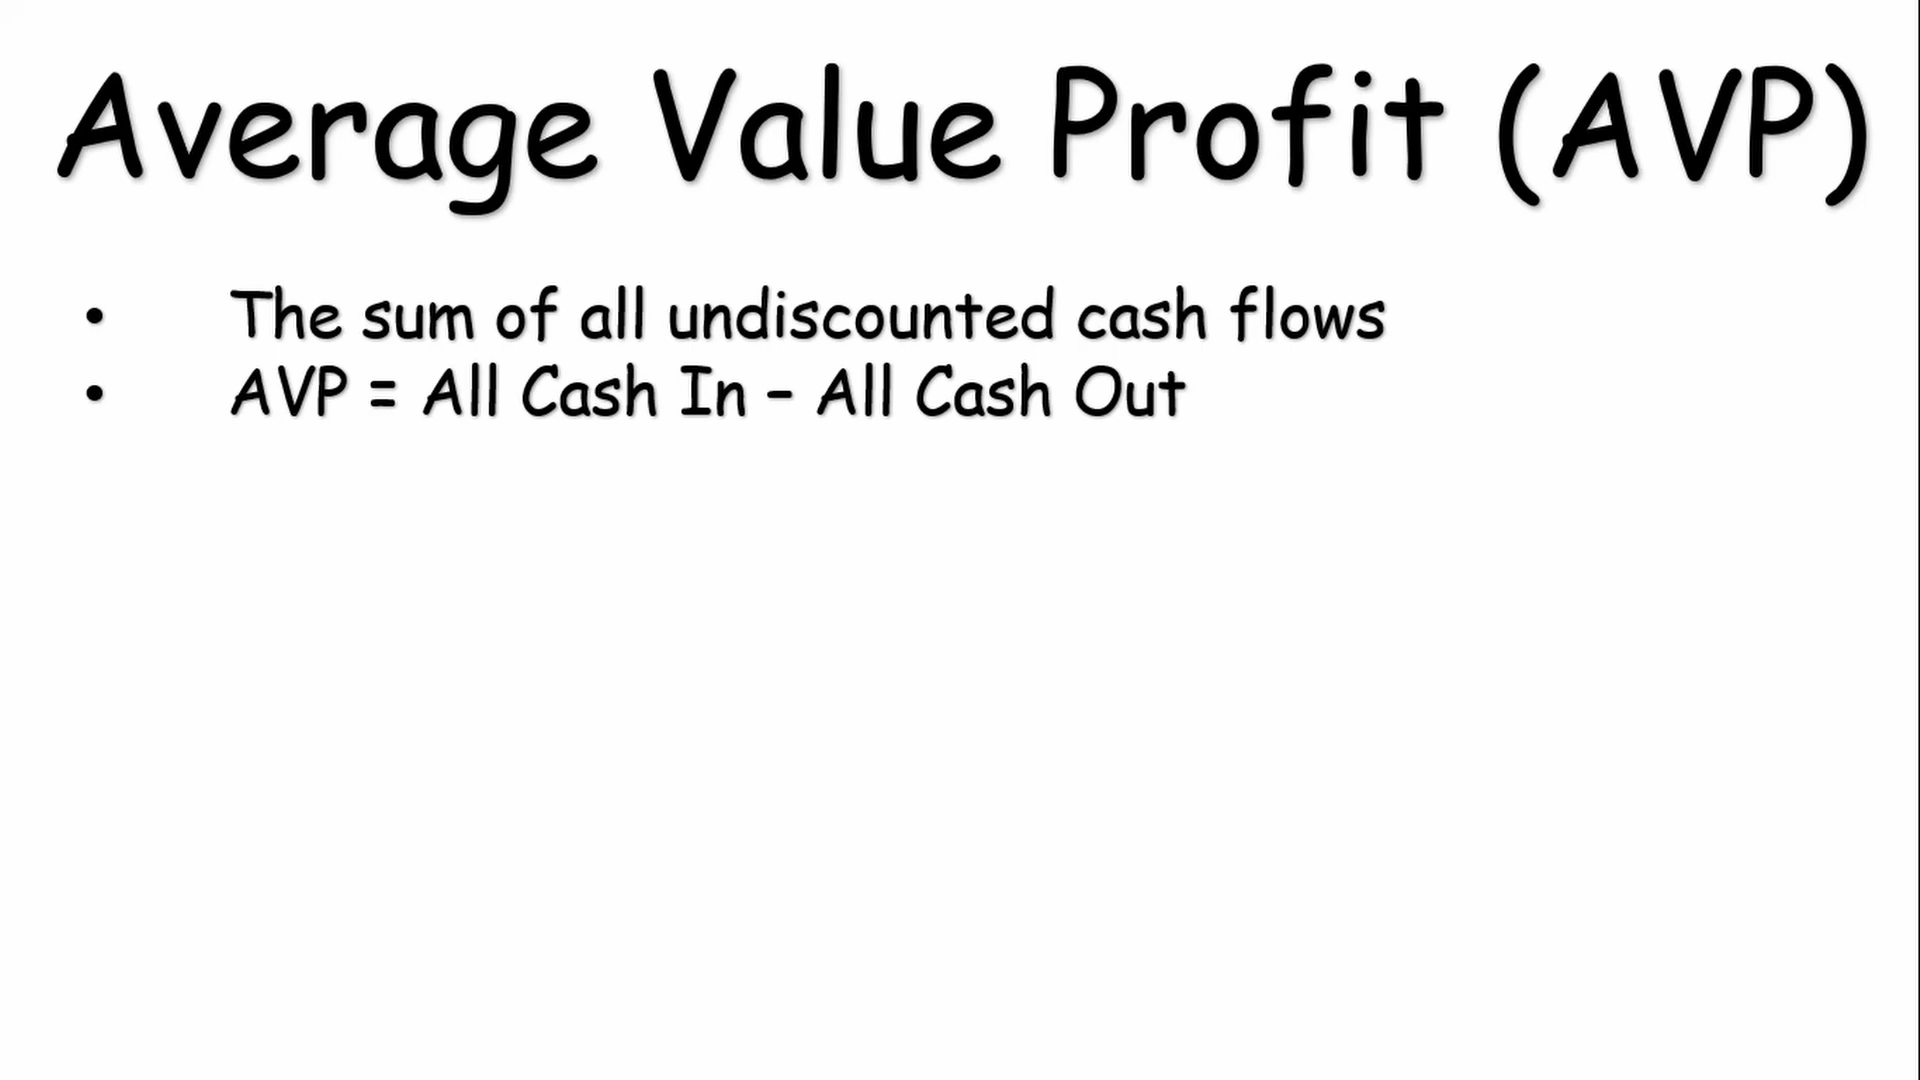 Average Value Profit (AVP)
• The sum of all undiscounted cash flows
• AVP = All Cash In – All Cash Out